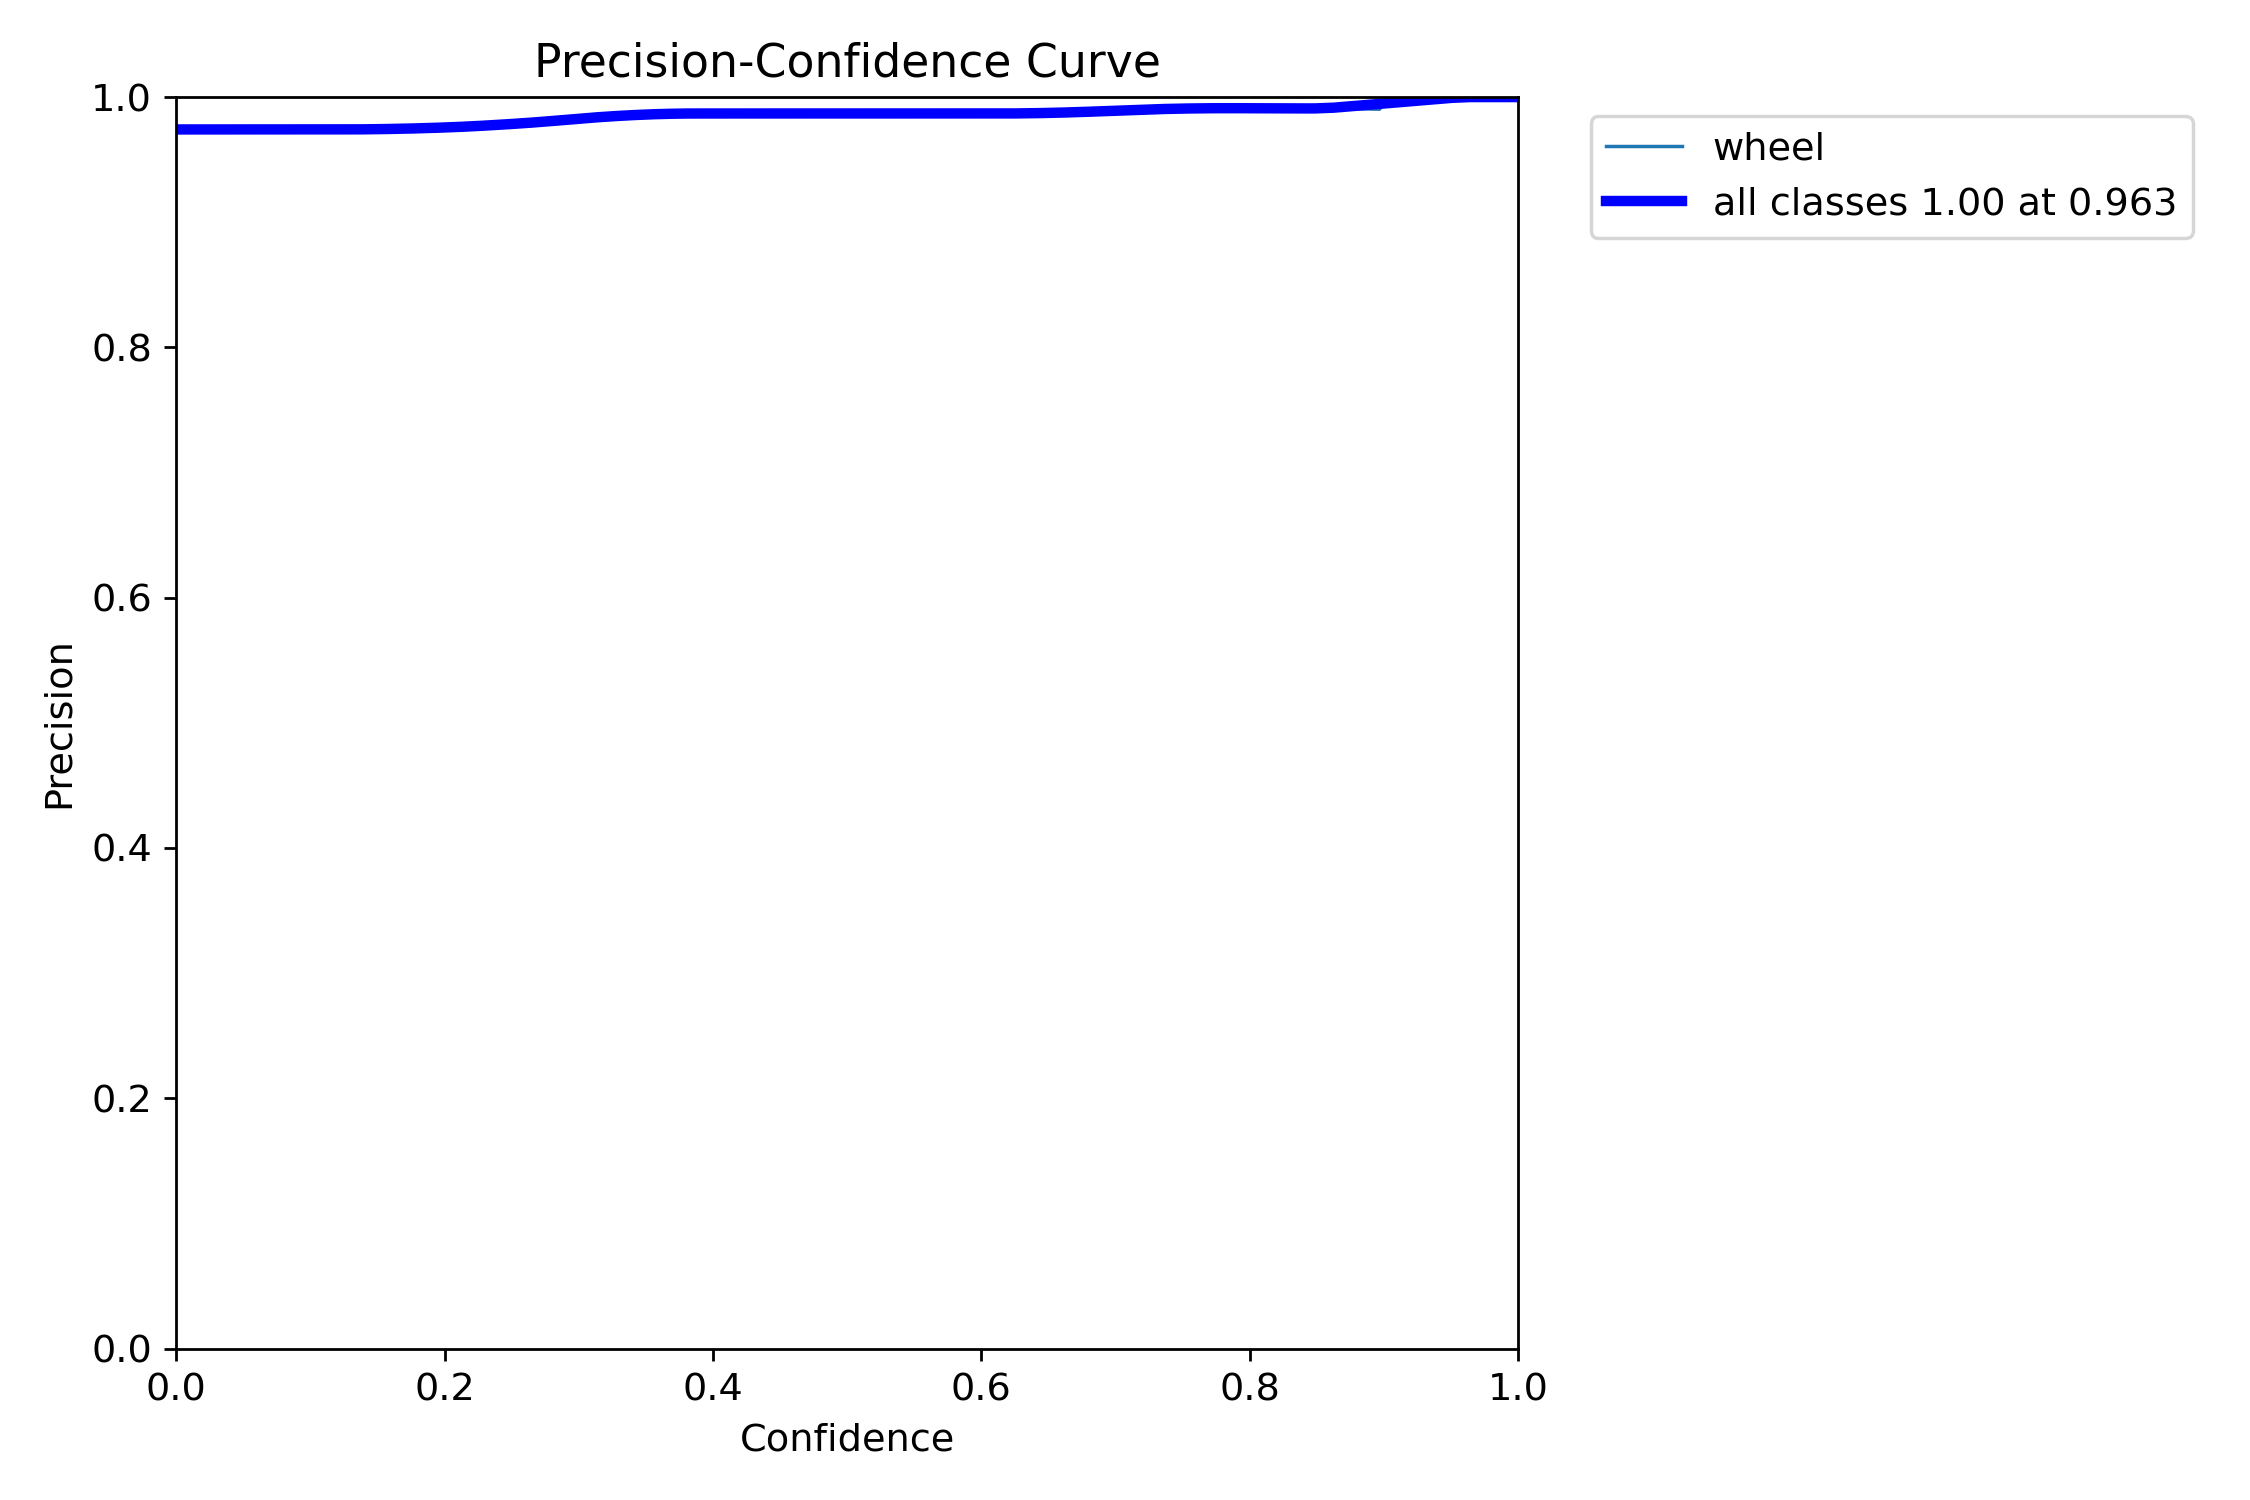 Precision-Confidence Curve
1.0
0.8
0.6
0.4
0.2
0.0
Precision
0.0 0.2 0.4 0.6 0.8 1.0
Confidence
wheel
all classes 1.00 at 0.963